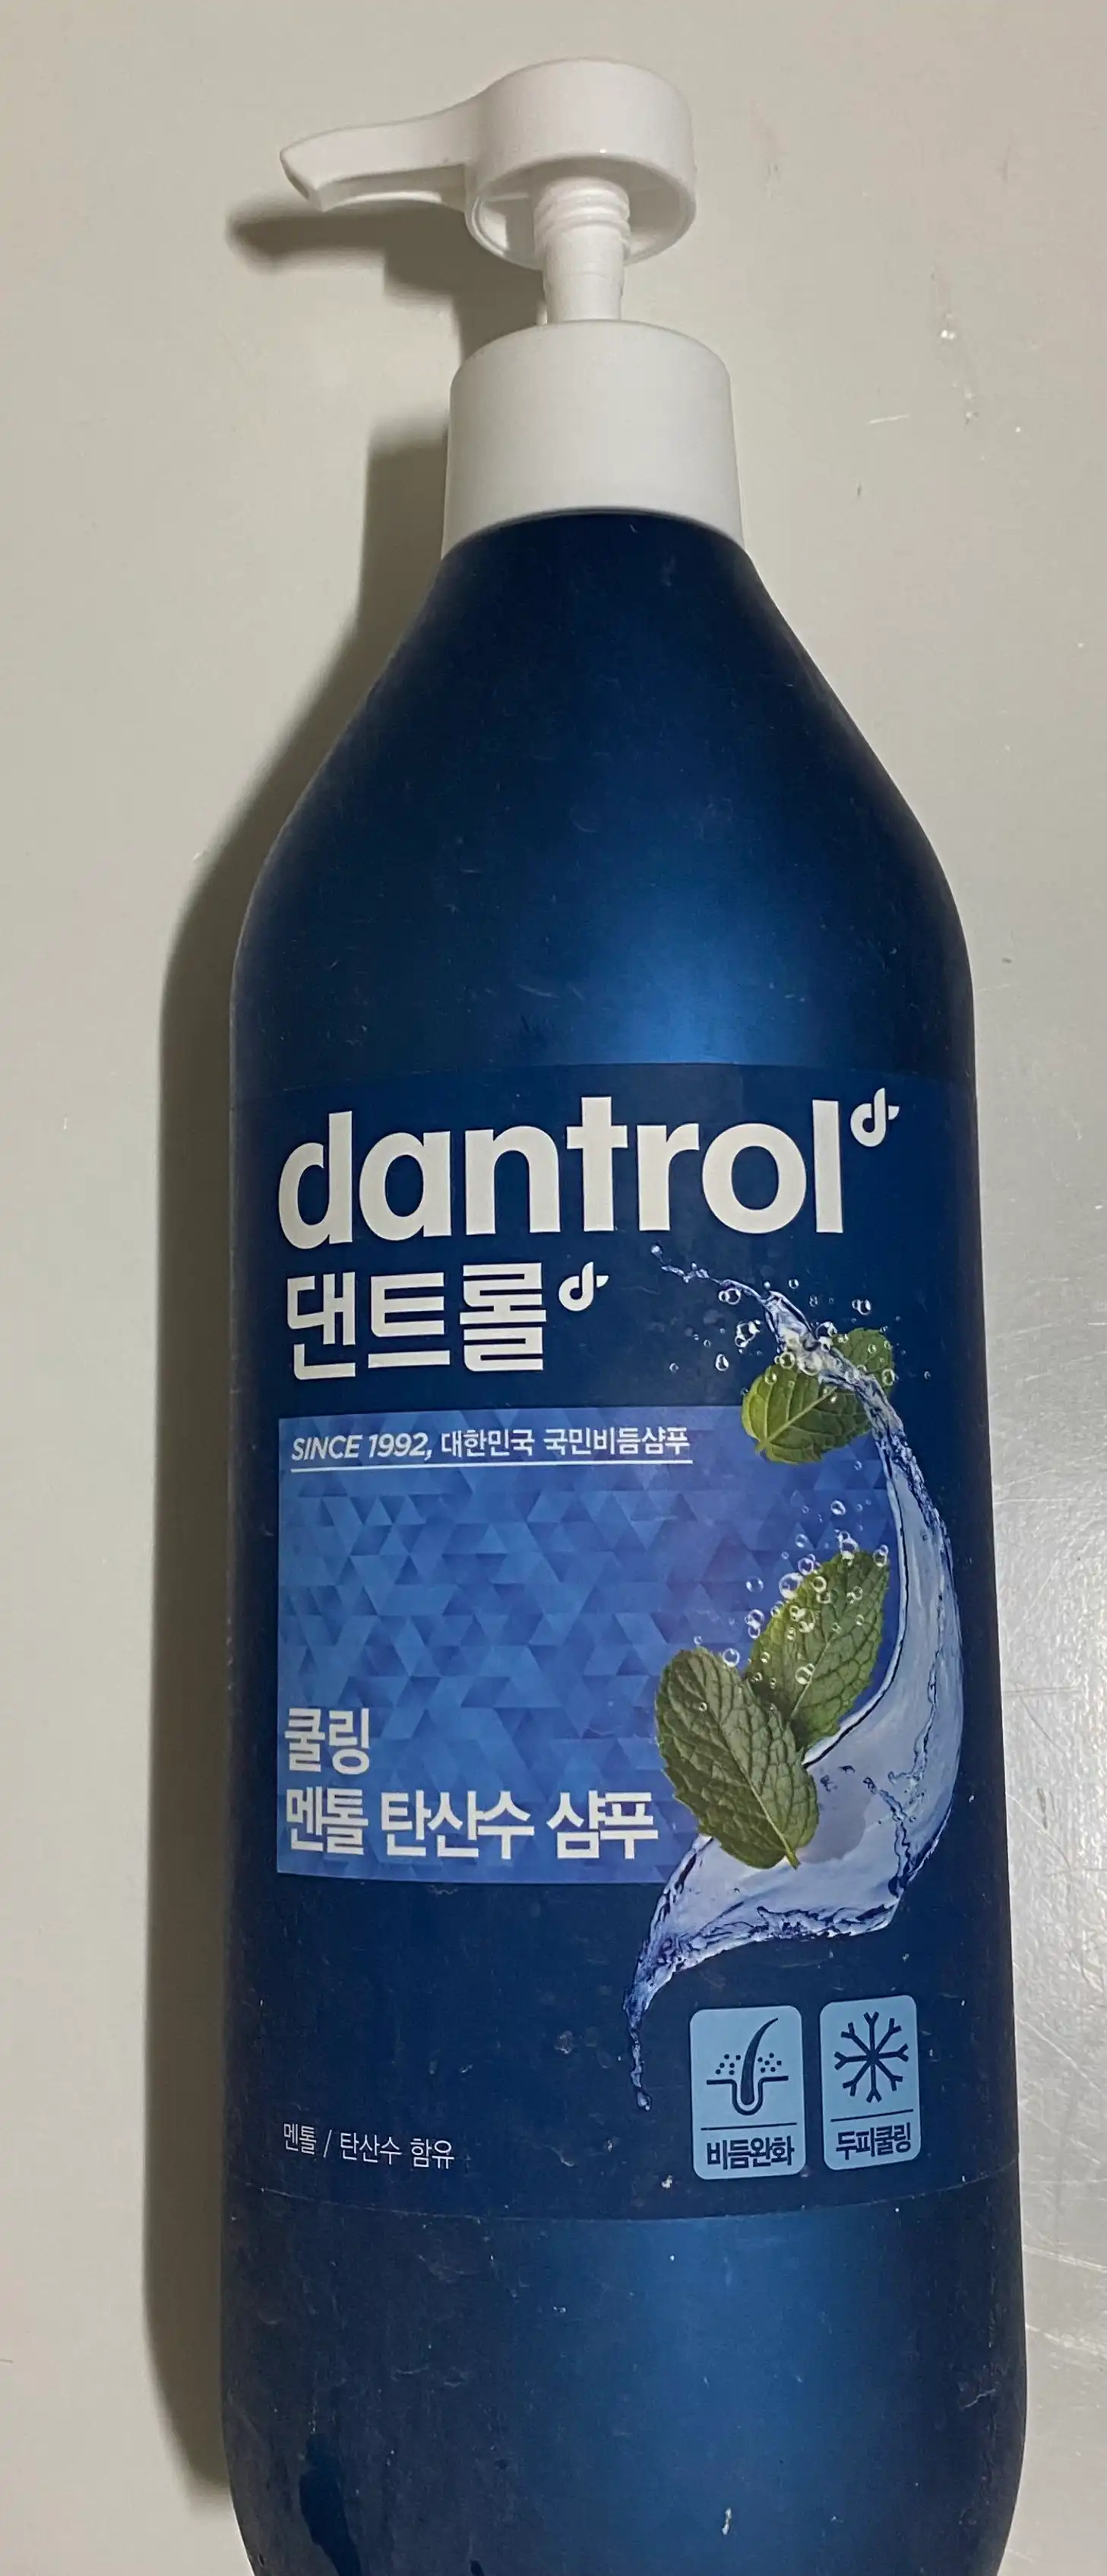 dantrol
댄트롤
SINCE 1992, 대한민국 국민비듬샴푸
쿨링
멘톨 탄산수 샴푸
멘톨 / 탄산수 함유
비듬완화
두피쿨링